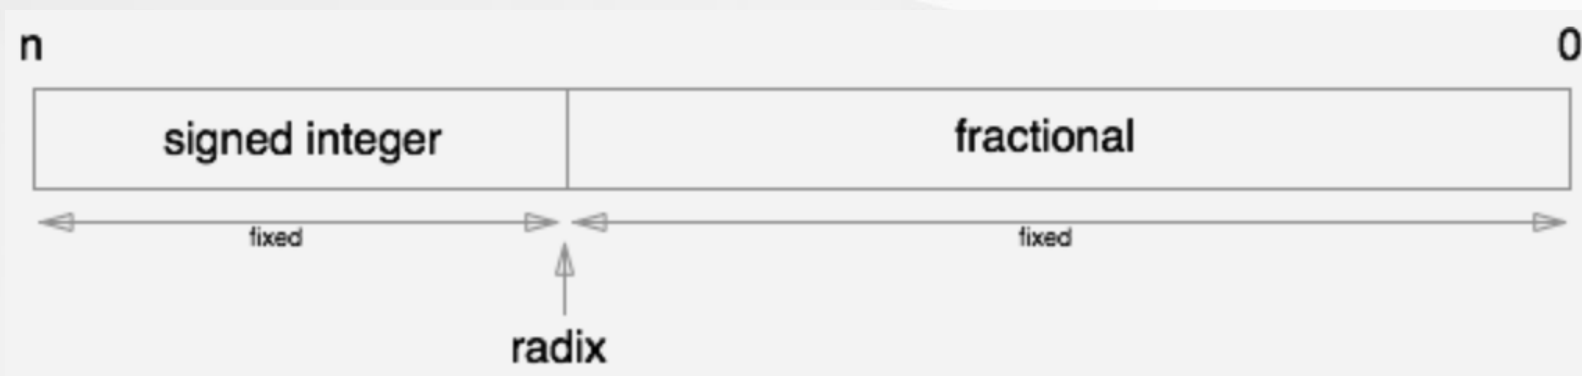 n 0
signed integer fractional
fixed fixed
radix